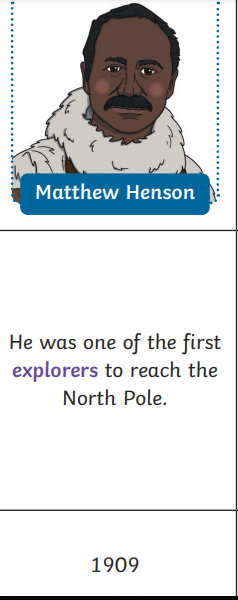 Matthew Henson
He was one of the first
explorers to reach the
North Pole.
1909